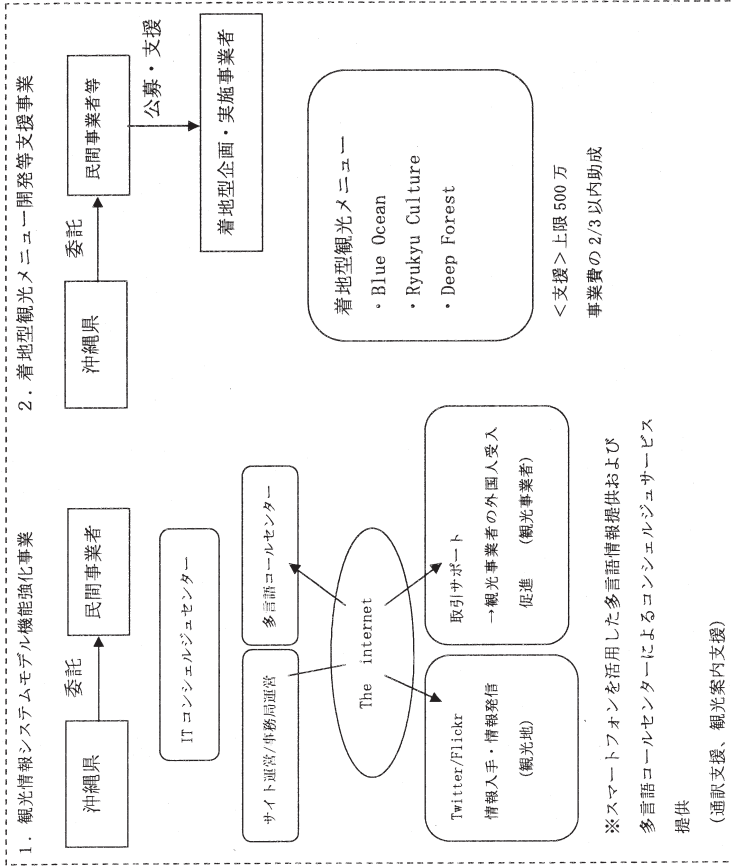 1．観光情報システムモデル機能強化事業
沖縄県
委託
民間事業者
ITコンシェルジュセンター
サイト運営/事務局運営
多言語コールセンター
The internet
Twitter/Flickr
情報入手・情報発信
(観光地)
取引サポート
→観光事業者の外国人受入
促進　(観光事業者)
※スマートフォンを活用した多言語情報提供および
多言語コールセンターによるコンシェルジュサービス
提供
(通訳支援、観光案内支援)
2．着地型観光メニュー開発等支援事業
沖縄県
委託
民間事業者等
公募・支援
着地型企画・実施事業者
着地型観光メニュー
・Blue Ocean
・Ryukyu Culture
・Deep Forest
＜支援＞上限500万
事業費の2/3以内助成